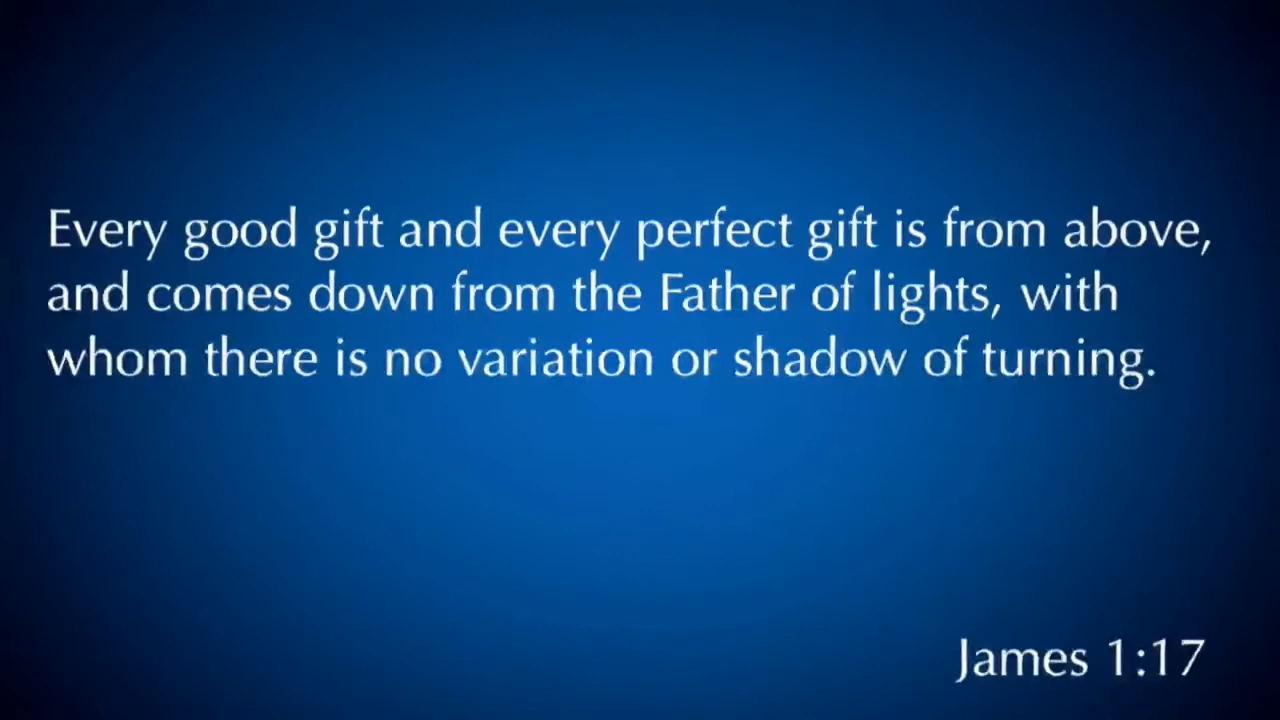 Every good gift and every perfect gift is from above,
and comes down from the Father of lights, with
whom there is no variation or shadow of turning.
James 1:17